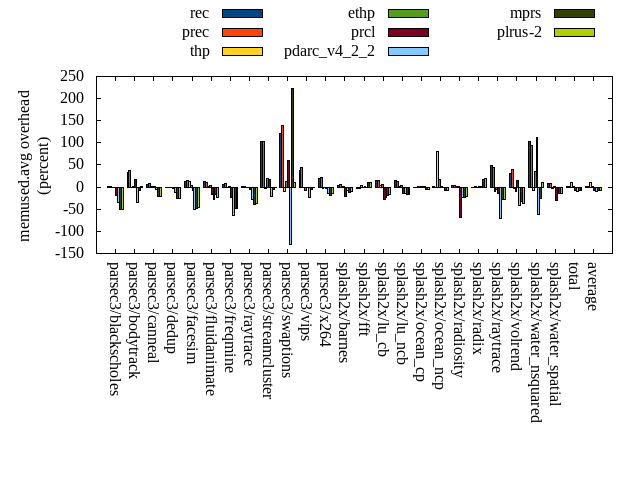 rec
prec
thp
ethp
prcl
pdarc_v4_2_2
mprs
plrus-2
memused.avg overhead
(percent)
250
200
150
100
50
0
-50
-100
-150
parsec3/blackscholes
parsec3/bodytrack
parsec3/canneal
parsec3/dedup
parsec3/facesim
parsec3/fluidanimate
parsec3/freqmine
parsec3/raytrace
parsec3/streamcluster
parsec3/swaptions
parsec3/vips
parsec3/x264
splash2x/barnes
splash2x/fft
splash2x/lu_cb
splash2x/lu_ncb
splash2x/ocean_cp
splash2x/ocean_ncp
splash2x/radiosity
splash2x/radix
splash2x/raytrace
splash2x/volrend
splash2x/water_nsquared
splash2x/water_spatial
total
average